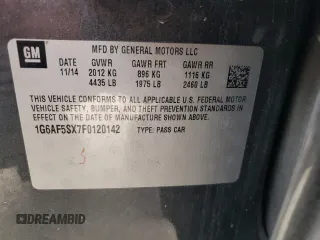 GM
MFD BY GENERAL MOTORS LLC
DATE GVWR GAWR FRT GAWR RR
11/14 2012 KG 896 KG 1116 KG
4435 LB 1975 LB 2460 LB
THIS VEHICLE CONFORMS TO ALL APPLICABLE U.S. FEDERAL MOTOR
VEHICLE SAFETY, BUMPER, AND THEFT PREVENTION STANDARDS
IN EFFECT ON THE DATE OF MANUFACTURE SHOWN ABOVE.
1G6AF5SX7F0120142 TYPE: PASS CAR
AUTOBIDMASTER